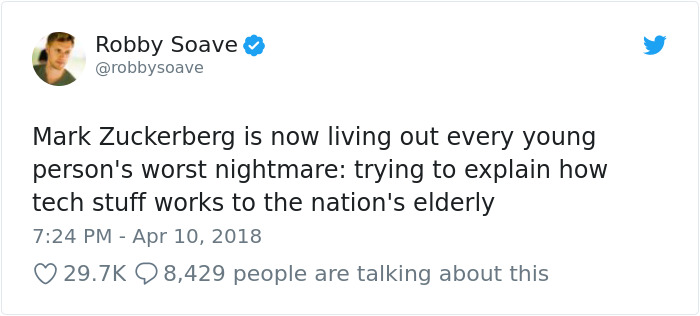 Robby Soave
@robbysoave
Mark Zuckerberg is now living out every young
person's worst nightmare: trying to explain how
tech stuff works to the nation's elderly
7:24 PM - Apr 10, 2018
29.7K 8,429 people are talking about this